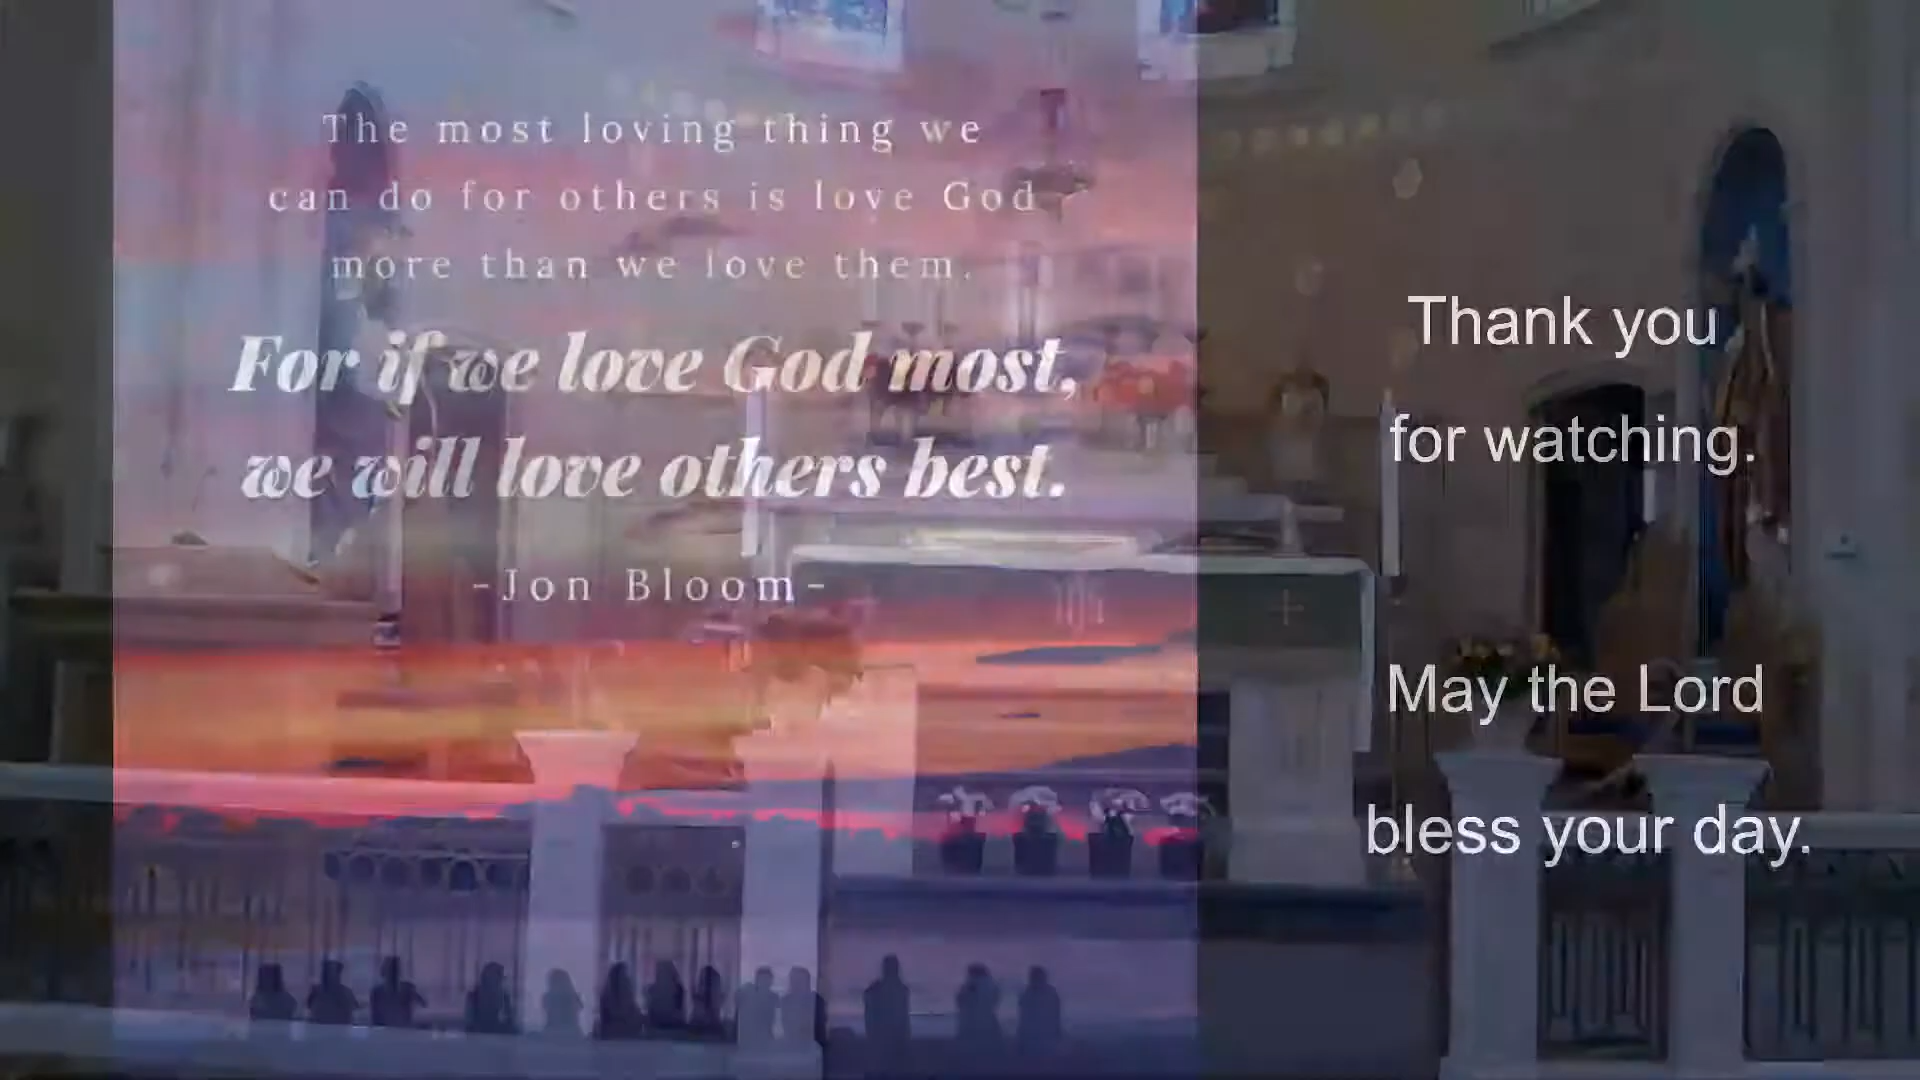 The most loving thing we
can do for others is love God
more than we love them.
For if we love God most,
we will love others best.
-Jon Bloom-
Thank you
for watching.
May the Lord
bless your day.